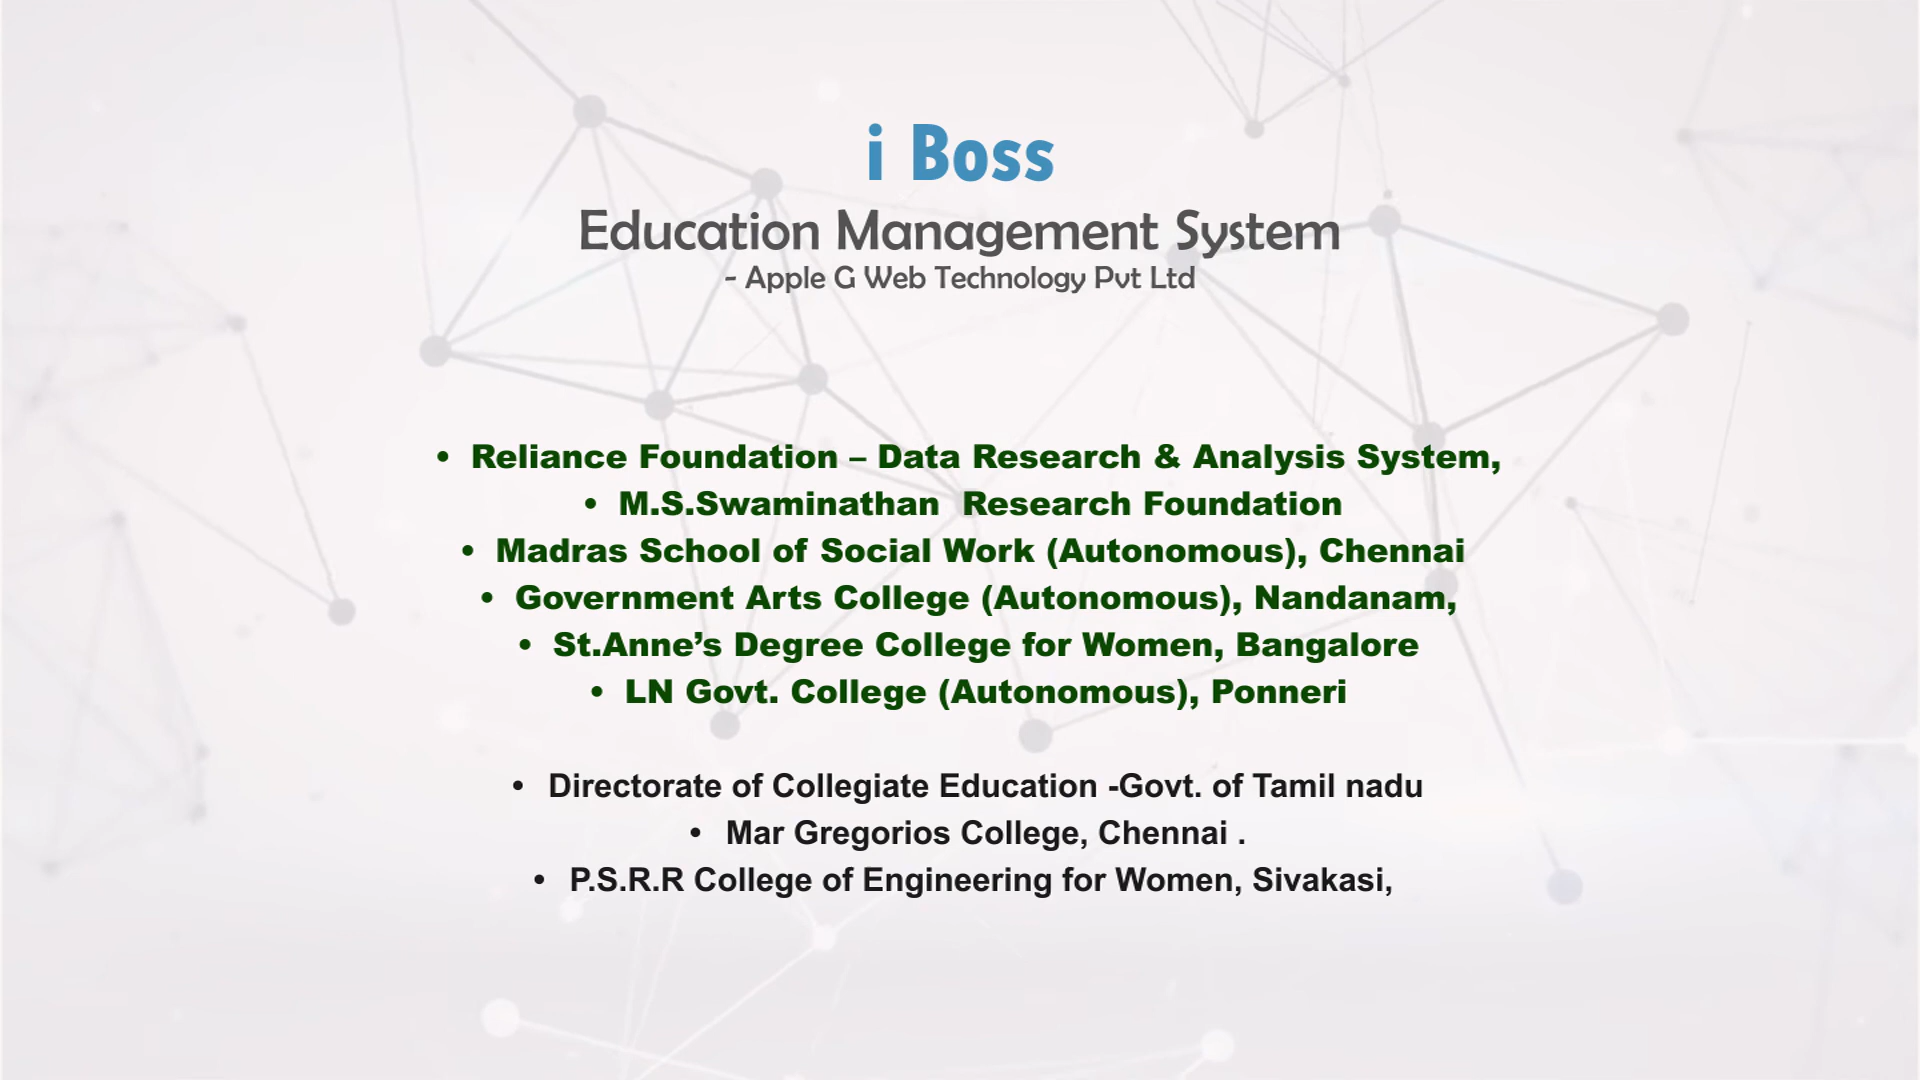 i Boss
Education Management System
- Apple G Web Technology Pvt Ltd
• Reliance Foundation – Data Research & Analysis System,
• M.S.Swaminathan  Research Foundation
• Madras School of Social Work (Autonomous), Chennai
• Government Arts College (Autonomous), Nandanam,
• St.Anne’s Degree College for Women, Bangalore
• LN Govt. College (Autonomous), Ponneri
• Directorate of Collegiate Education -Govt. of Tamil nadu
• Mar Gregorios College, Chennai .
• P.S.R.R College of Engineering for Women, Sivakasi,